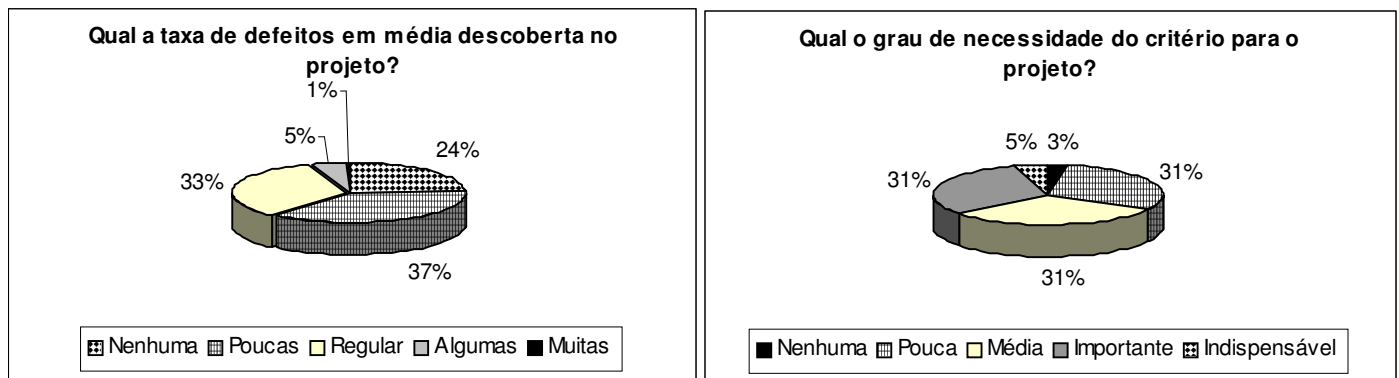 Qual a taxa de defeitos em média descoberta no
projeto?
1%
5%
24%
33%
37%
Nenhuma Poucas Regular Algumas Muitas
Qual o grau de necessidade do critério para o
projeto?
5% 3%
31%
31%
31%
Nenhuma Pouca Média Importante Indispensável